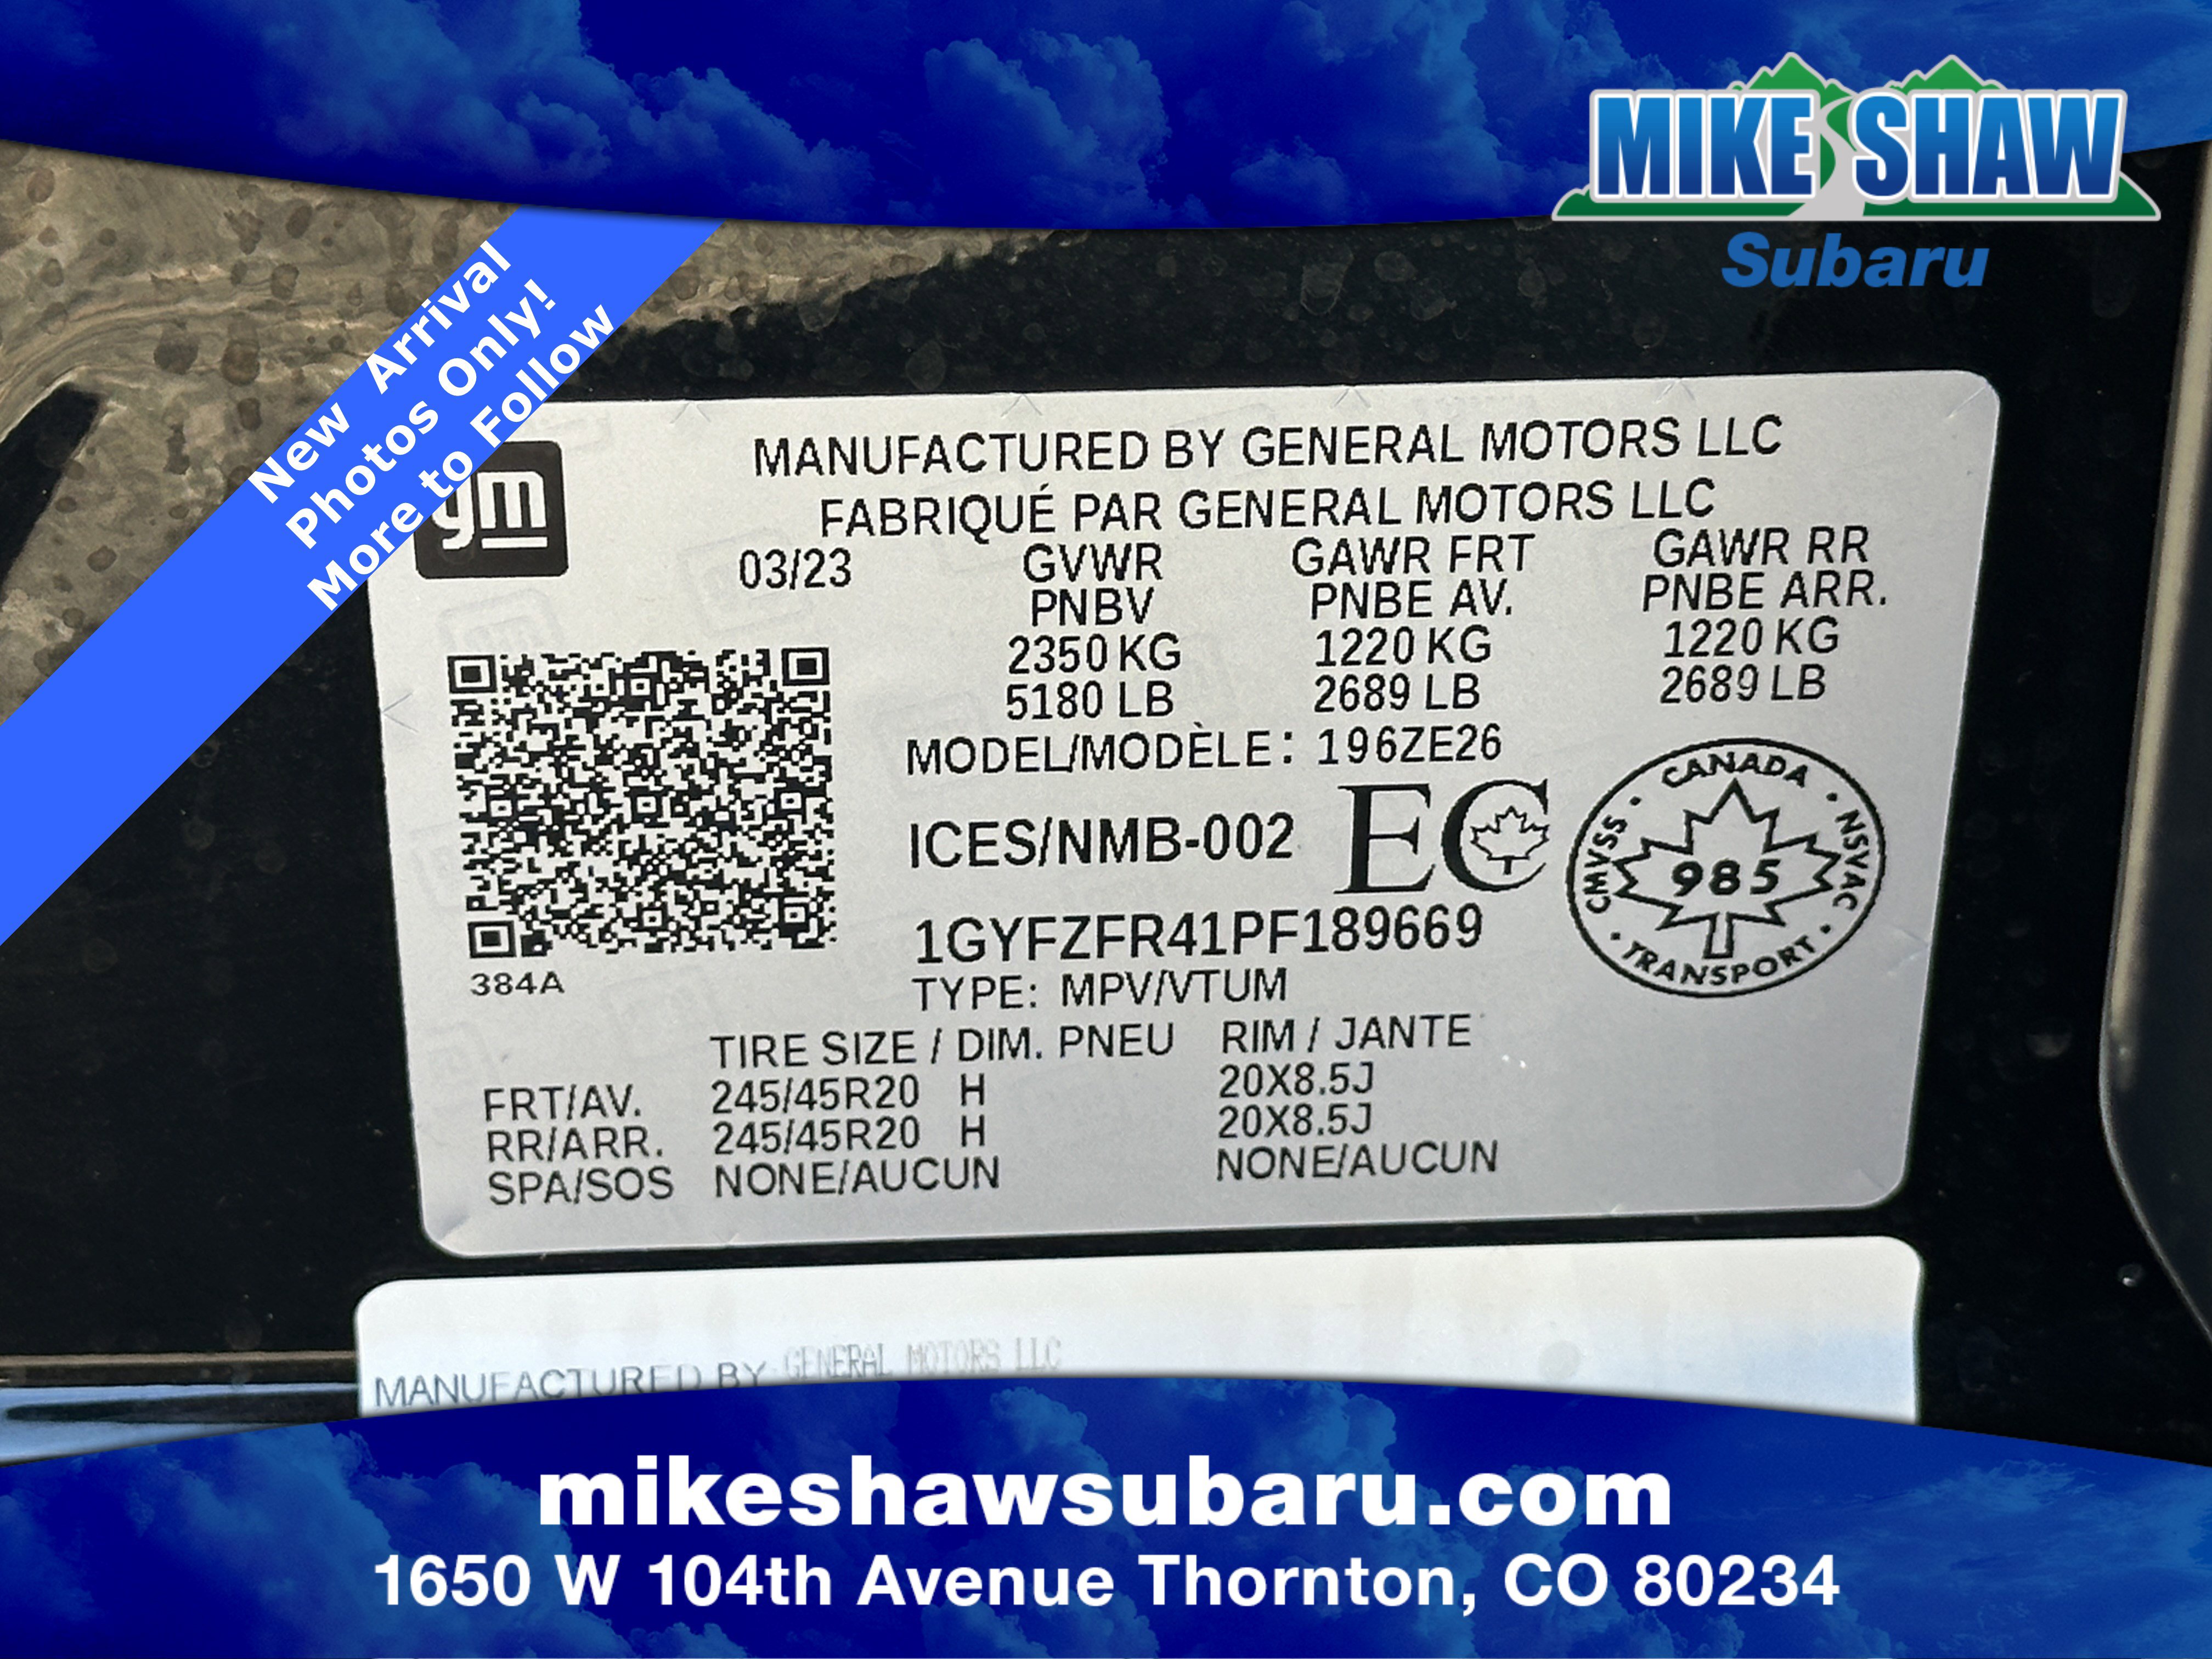 MIKE SHAW
Subaru
New Arrival
Photos Only!
More to Follow
gm
MANUFACTURED BY GENERAL MOTORS LLC
FABRIQUÉ PAR GENERAL MOTORS LLC
03/23 GVWR GAWR FRT GAWR RR
PNBV PNBE AV. PNBE ARR.
2350 KG 1220 KG 1220 KG
5180 LB 2689 LB 2689 LB
MODEL/MODÈLE: 196ZE26
ICES/NMB-002 EC
CANADA
CMVSS 985 NSVAC
TRANSPORT
1GYFZFR41PF189669
384A
TYPE: MPV/VTUM
TIRE SIZE / DIM. PNEU RIM / JANTE
FRT/AV. 245/45R20 H 20X8.5J
RR/ARR. 245/45R20 H 20X8.5J
SPA/SOS NONE/AUCUN NONE/AUCUN
MANUFACTURED BY GENERAL MOTORS LLC
mikeshawsubaru.com
1650 W 104th Avenue Thornton, CO 80234